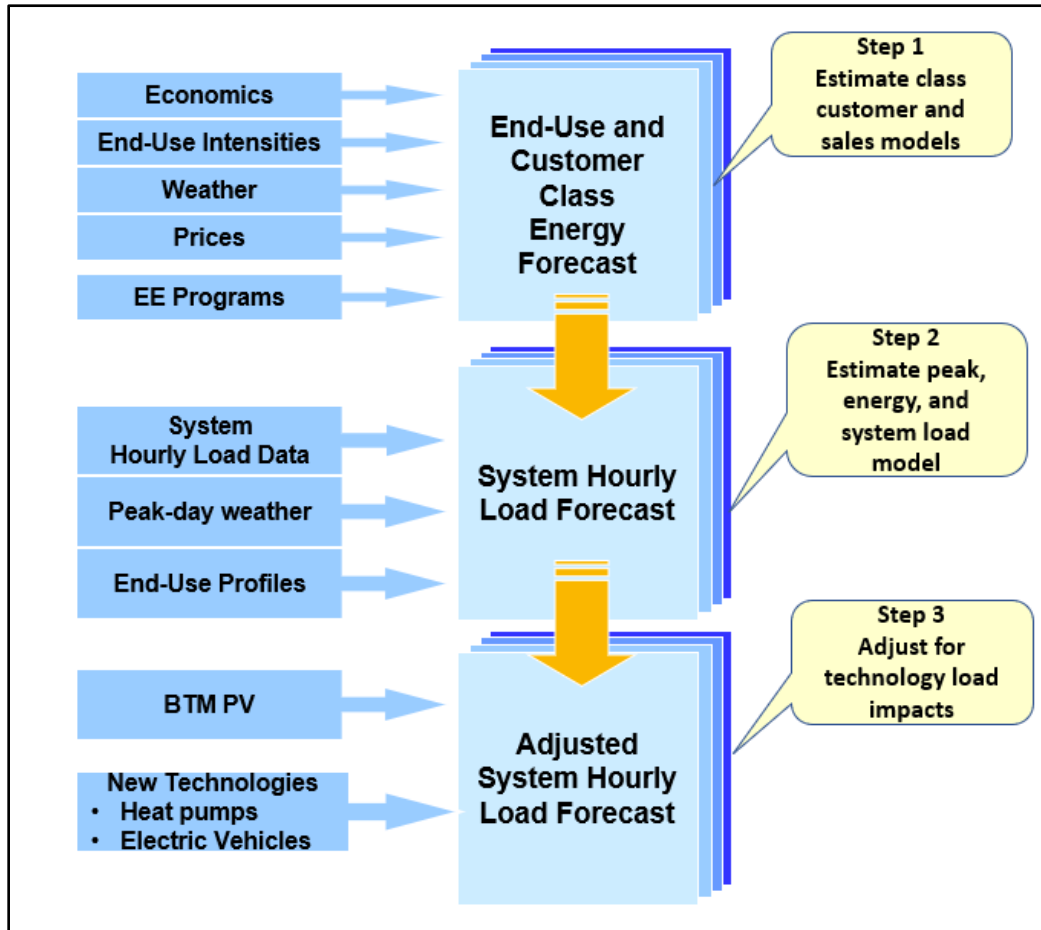 Economics
End-Use Intensities
Weather
Prices
EE Programs
End-Use and
Customer
Class
Energy
Forecast
Step 1
Estimate class
customer and
sales models
System
Hourly Load Data
Peak-day weather
End-Use Profiles
System Hourly
Load Forecast
Step 2
Estimate peak,
energy, and
system load
model
BTM PV
New Technologies
• Heat pumps
• Electric Vehicles
Adjusted
System Hourly
Load Forecast
Step 3
Adjust for
technology load
impacts